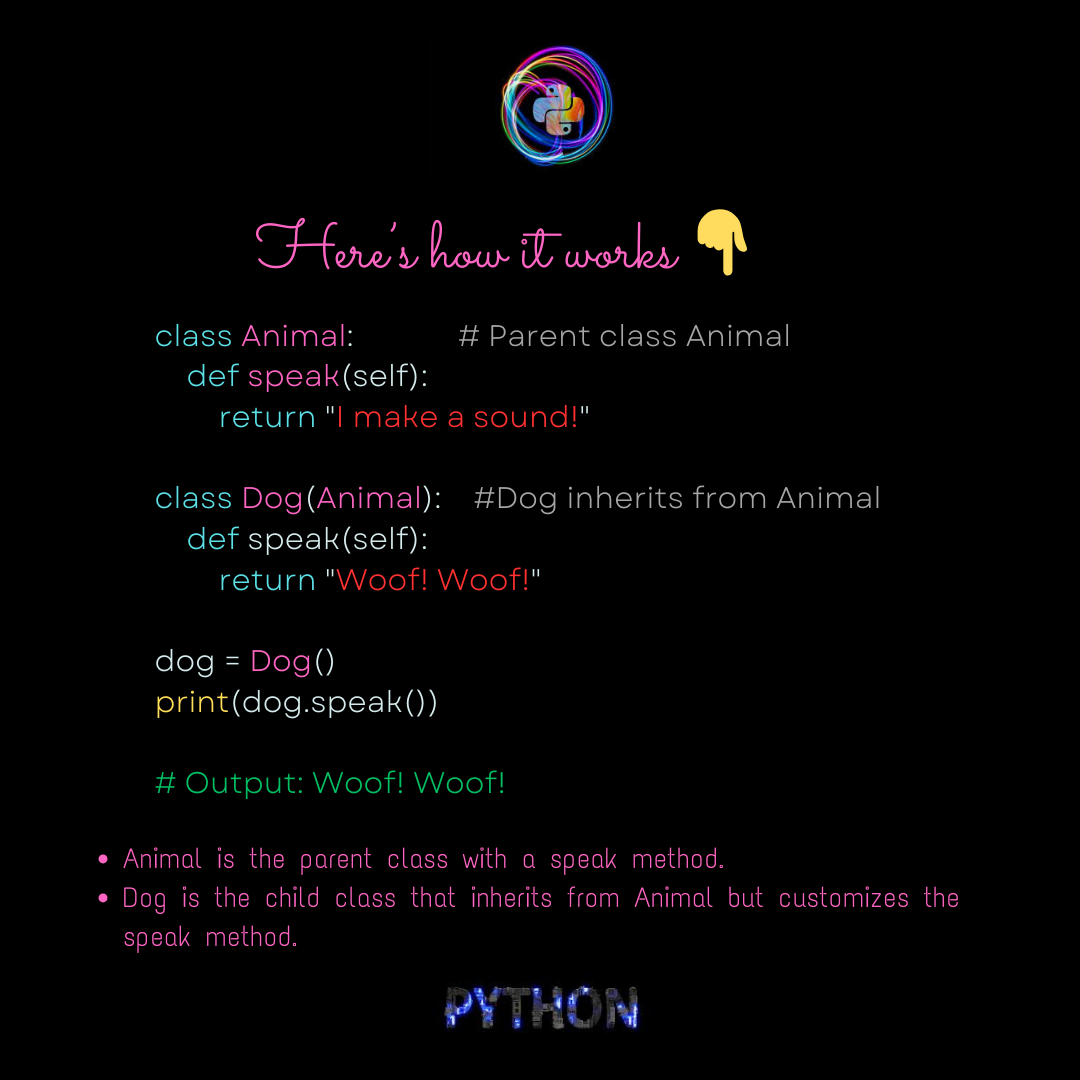 Here's how it works 👇
class Animal: # Parent class Animal
def speak(self):
return "I make a sound!"
class Dog(Animal): #Dog inherits from Animal
def speak(self):
return "Woof! Woof!"
dog = Dog()
print(dog.speak())
# Output: Woof! Woof!
• Animal is the parent class with a speak method.
• Dog is the child class that inherits from Animal but customizes the
speak method.
PYTHON